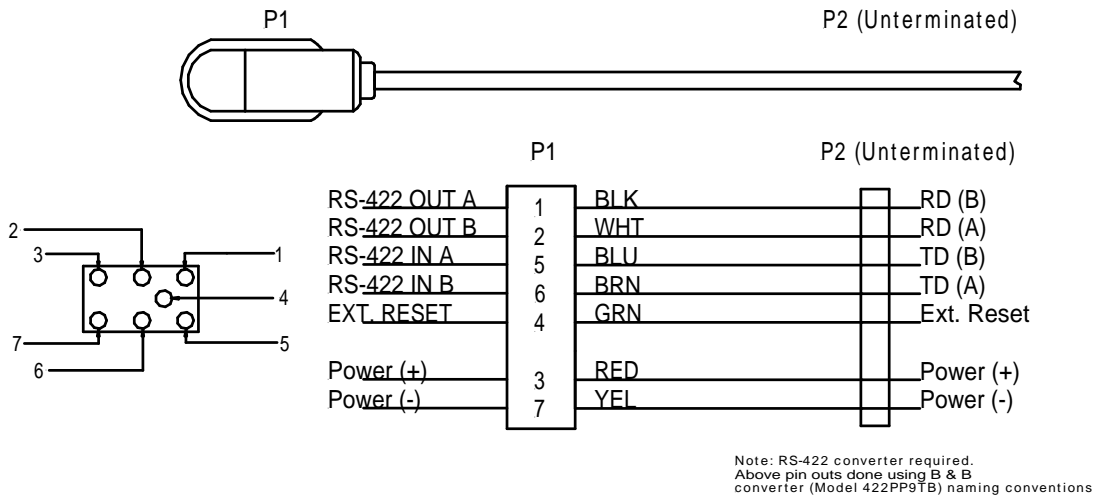 P1 P2 (Unterminated)
P1 P2 (Unterminated)
RS-422 OUT A 1 BLK RD (B)
RS-422 OUT B 2 WHT RD (A)
RS-422 IN A 5 BLU TD (B)
RS-422 IN B 6 BRN TD (A)
EXT. RESET 4 GRN Ext. Reset
Power (+) 3 RED Power (+)
Power (-) 7 YEL Power (-)
2
3 1
4
7 5
6
Note: RS-422 converter required.
Above pin outs done using B & B
converter (Model 422PP9TB) naming conventions